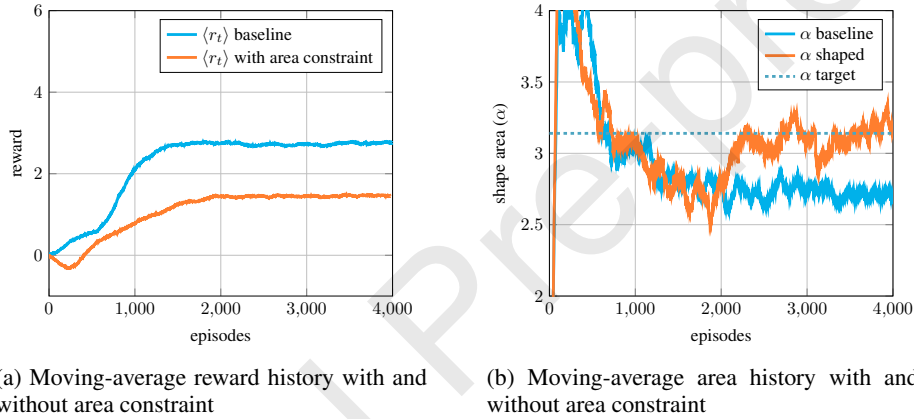 6
4
2
0
0
1,000
2,000
3,000
4,000
episodes
reward
⟨r_t⟩ baseline
⟨r_t⟩ with area constraint
4
3.5
3
2.5
2
0
1,000
2,000
3,000
4,000
episodes
shape area (α)
α baseline
α shaped
α target
(a) Moving-average reward history with and
without area constraint
(b) Moving-average area history with and
without area constraint
Pre-pr